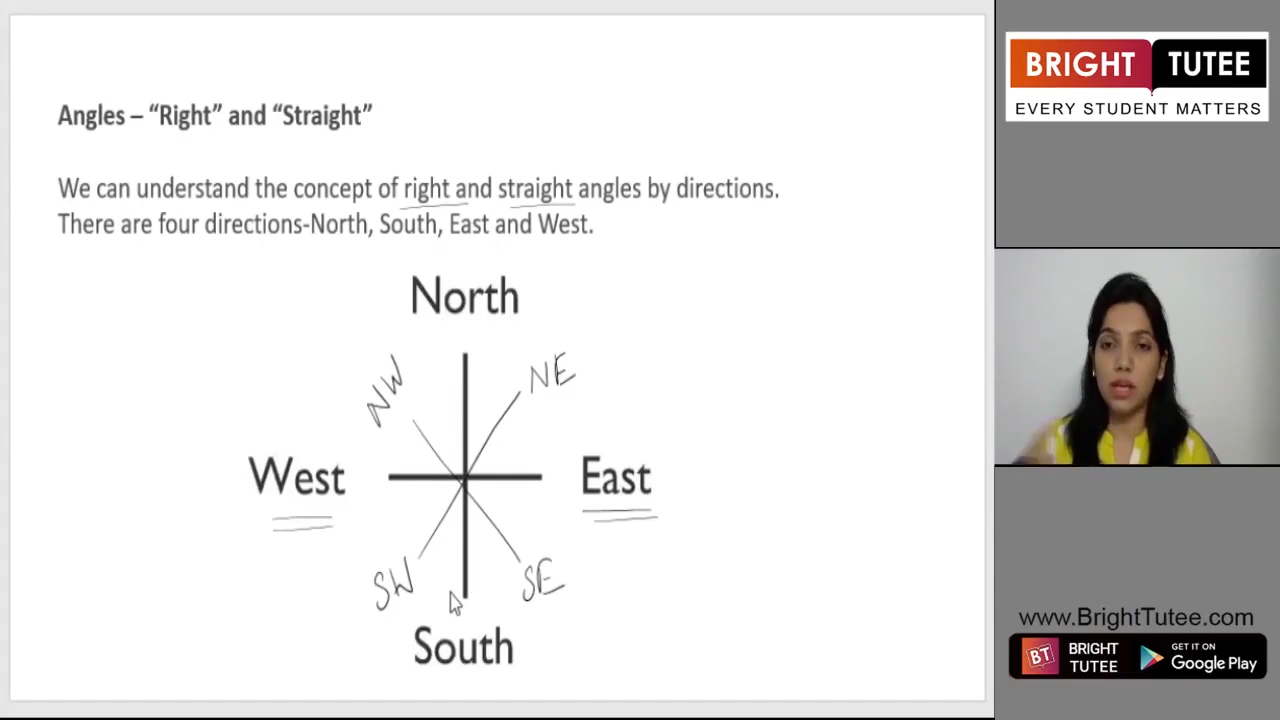 Angles – “Right” and “Straight”
We can understand the concept of right and straight angles by directions.
There are four directions-North, South, East and West.
North
NW
NE
West
East
SW
SE
South
BRIGHT TUTEE
EVERY STUDENT MATTERS
www.BrightTutee.com
BT
BRIGHT
TUTEE
GET IT ON
Google Play